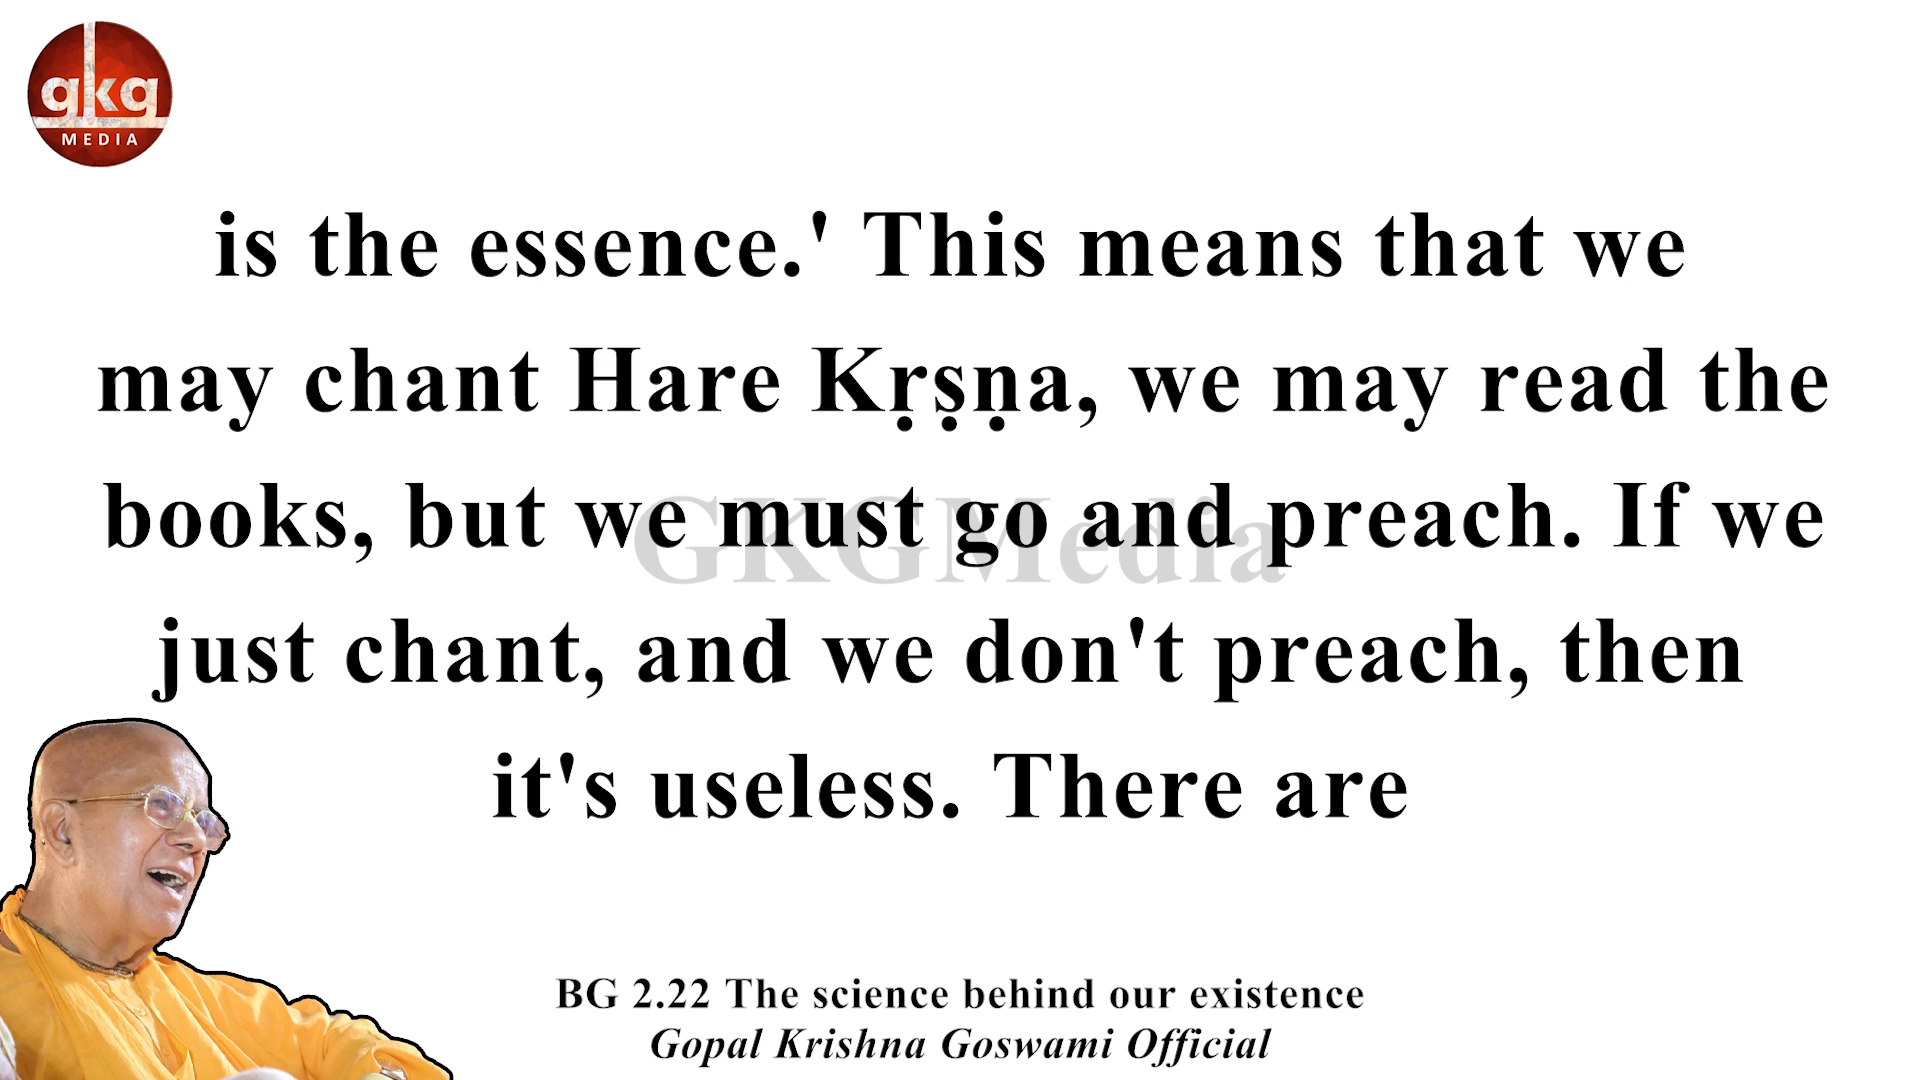 gkg
MEDIA
is the essence.' This means that we
may chant Hare Kṛṣṇa, we may read the
books, but we must go and preach. If we
just chant, and we don't preach, then
it's useless. There are
GKGMedia
BG 2.22 The science behind our existence
Gopal Krishna Goswami Official